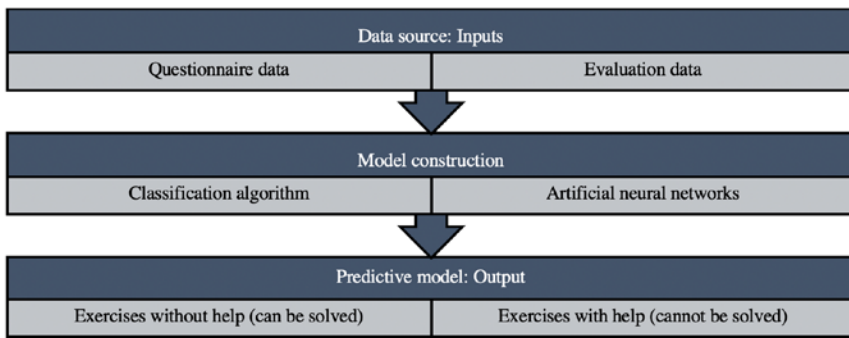 Data source: Inputs
Questionnaire data
Evaluation data
Model construction
Classification algorithm
Artificial neural networks
Predictive model: Output
Exercises without help (can be solved)
Exercises with help (cannot be solved)